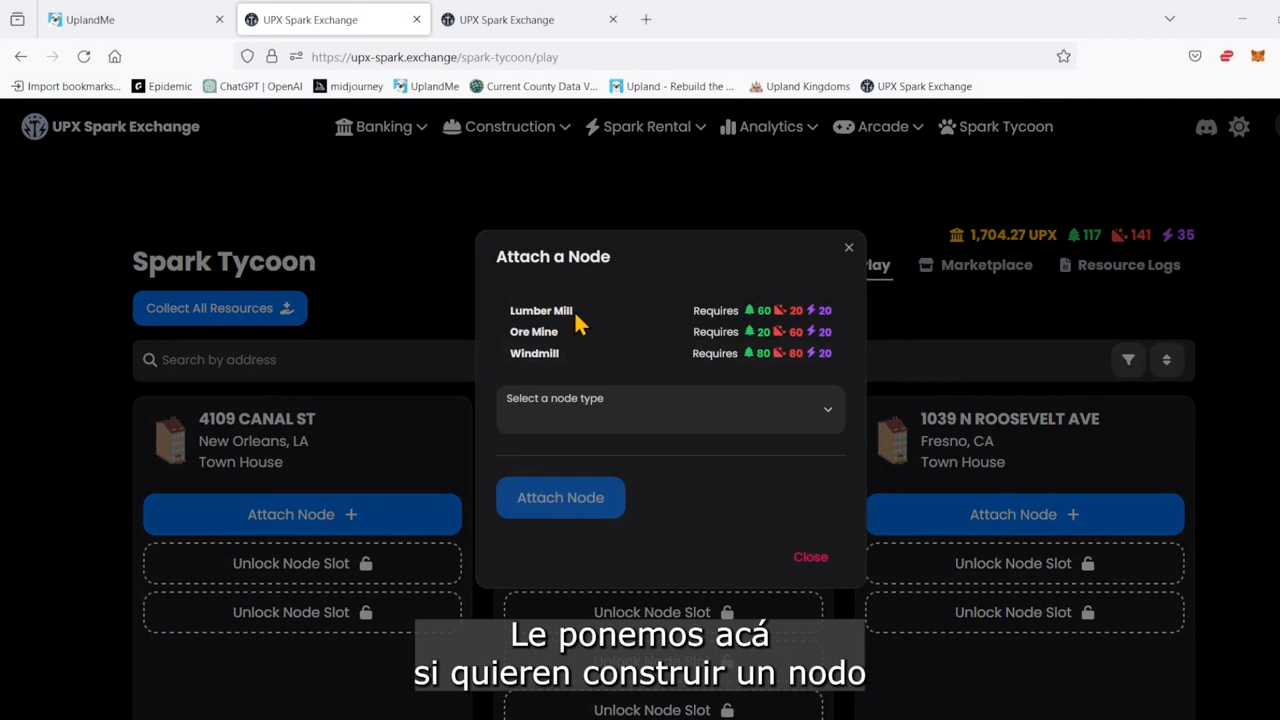 UplandMe
UPX Spark Exchange
UPX Spark Exchange
https://upx-spark.exchange/spark-tycoon/play
Import bookmarks...
Epidemic
ChatGPT | OpenAI
midjourney
UplandMe
Current County Data V...
Upland - Rebuild the ...
Upland Kingdoms
UPX Spark Exchange
UPX Spark Exchange
Banking
Construction
Spark Rental
Analytics
Arcade
Spark Tycoon
1,704.27 UPX 117 141 35
Spark Tycoon
Play
Marketplace
Resource Logs
Collect All Resources
Search by address
Attach a Node
Lumber Mill Requires 60 20 20
Ore Mine Requires 20 60 20
Windmill Requires 80 80 20
Select a node type
Attach Node
Close
4109 CANAL ST
New Orleans, LA
Town House
Attach Node +
Unlock Node Slot
Unlock Node Slot
Unlock Node Slot
Unlock Node Slot
1039 N ROOSEVELT AVE
Fresno, CA
Town House
Attach Node +
Unlock Node Slot
Unlock Node Slot
Le ponemos acá
si quieren construir un nodo